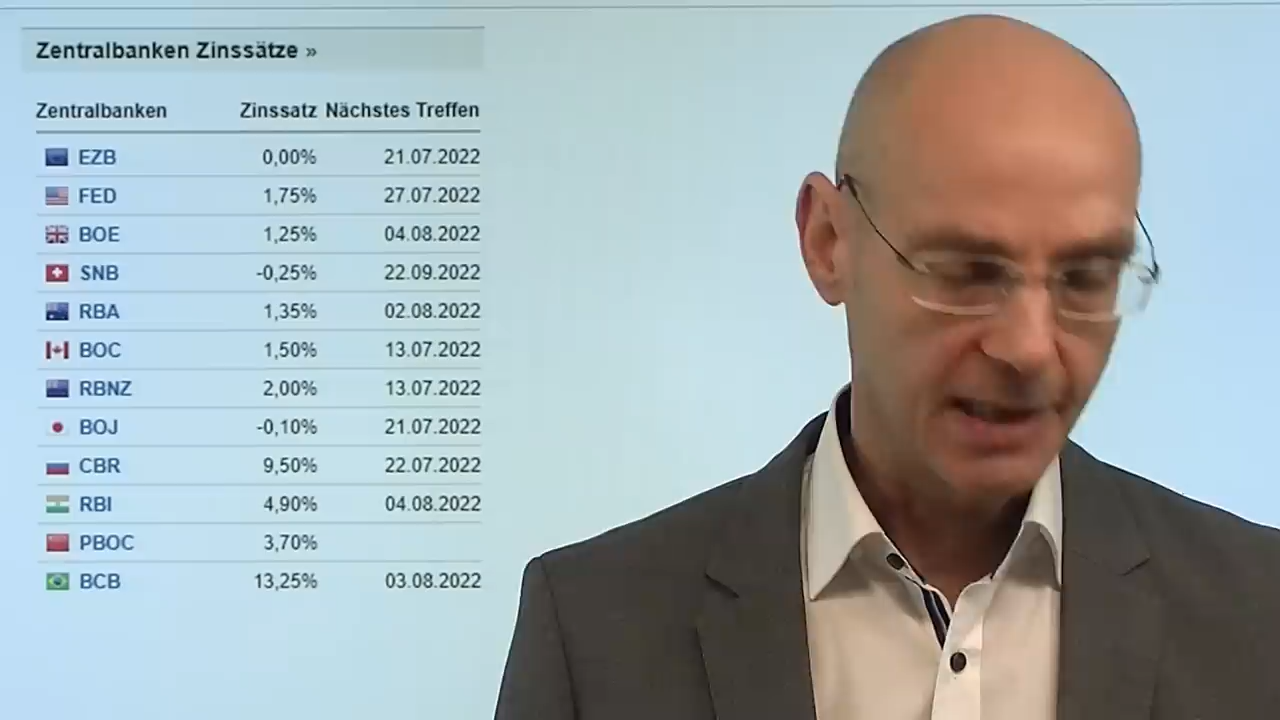 Zentralbanken Zinssätze »
Zentralbanken Zinssatz Nächstes Treffen
EZB 0,00% 21.07.2022
FED 1,75% 27.07.2022
BOE 1,25% 04.08.2022
SNB -0,25% 22.09.2022
RBA 1,35% 02.08.2022
BOC 1,50% 13.07.2022
RBNZ 2,00% 13.07.2022
BOJ -0,10% 21.07.2022
CBR 9,50% 22.07.2022
RBI 4,90% 04.08.2022
PBOC 3,70%
BCB 13,25% 03.08.2022